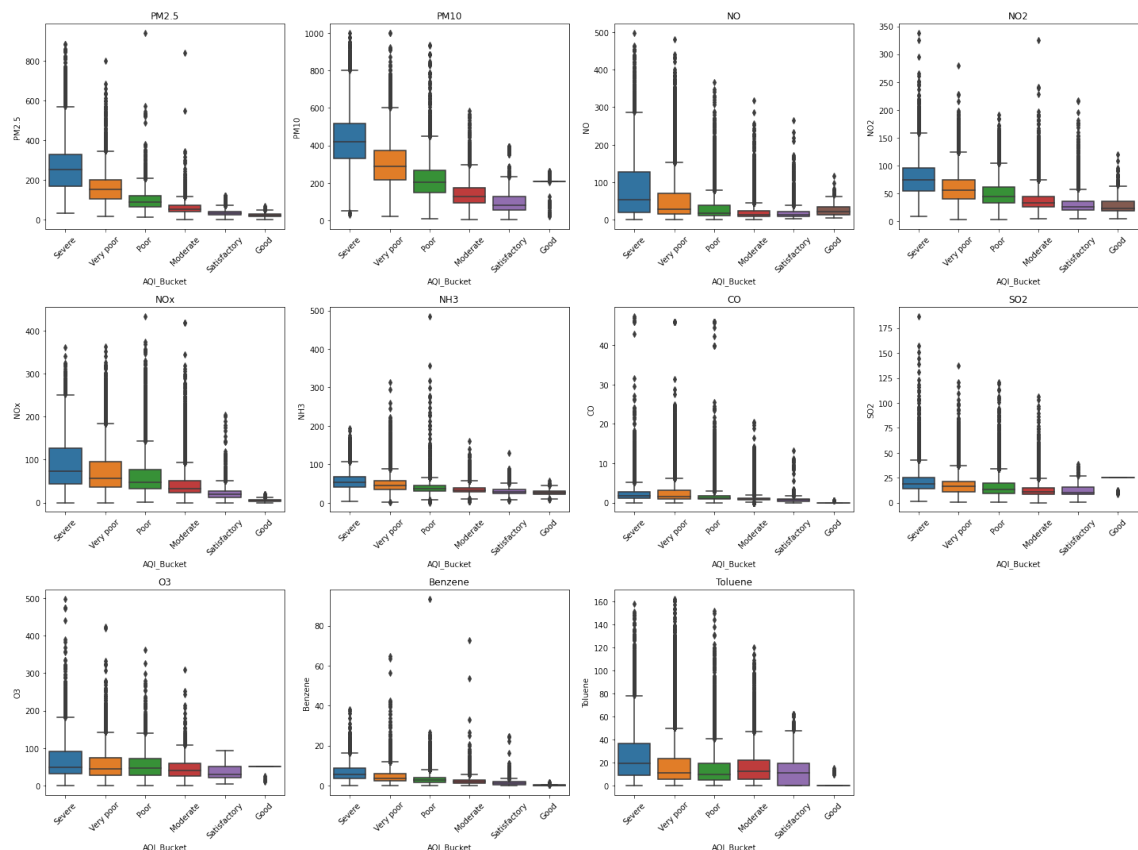 PM2.5
PM2.5
800
600
400
200
0
Severe
Very poor
Poor
Moderate
Satisfactory
Good
AQI_Bucket
PM10
PM10
1000
800
600
400
200
0
Severe
Very poor
Poor
Moderate
Satisfactory
Good
AQI_Bucket
NO
NO
500
400
300
200
100
0
Severe
Very poor
Poor
Moderate
Satisfactory
Good
AQI_Bucket
NO2
NO2
350
300
250
200
150
100
50
0
Severe
Very poor
Poor
Moderate
Satisfactory
Good
AQI_Bucket
NOx
NOx
400
300
200
100
0
Severe
Very poor
Poor
Moderate
Satisfactory
Good
AQI_Bucket
NH3
NH3
500
400
300
200
100
0
Severe
Very poor
Poor
Moderate
Satisfactory
Good
AQI_Bucket
CO
CO
40
30
20
10
0
Severe
Very poor
Poor
Moderate
Satisfactory
Good
AQI_Bucket
SO2
SO2
175
150
125
100
75
50
25
0
Severe
Very poor
Poor
Moderate
Satisfactory
Good
AQI_Bucket
O3
O3
500
400
300
200
100
0
Severe
Very poor
Poor
Moderate
Satisfactory
Good
AQI_Bucket
Benzene
Benzene
80
60
40
20
0
Severe
Very poor
Poor
Moderate
Satisfactory
Good
AQI_Bucket
Toluene
Toluene
160
140
120
100
80
60
40
20
0
Severe
Very poor
Poor
Moderate
Satisfactory
Good
AQI_Bucket